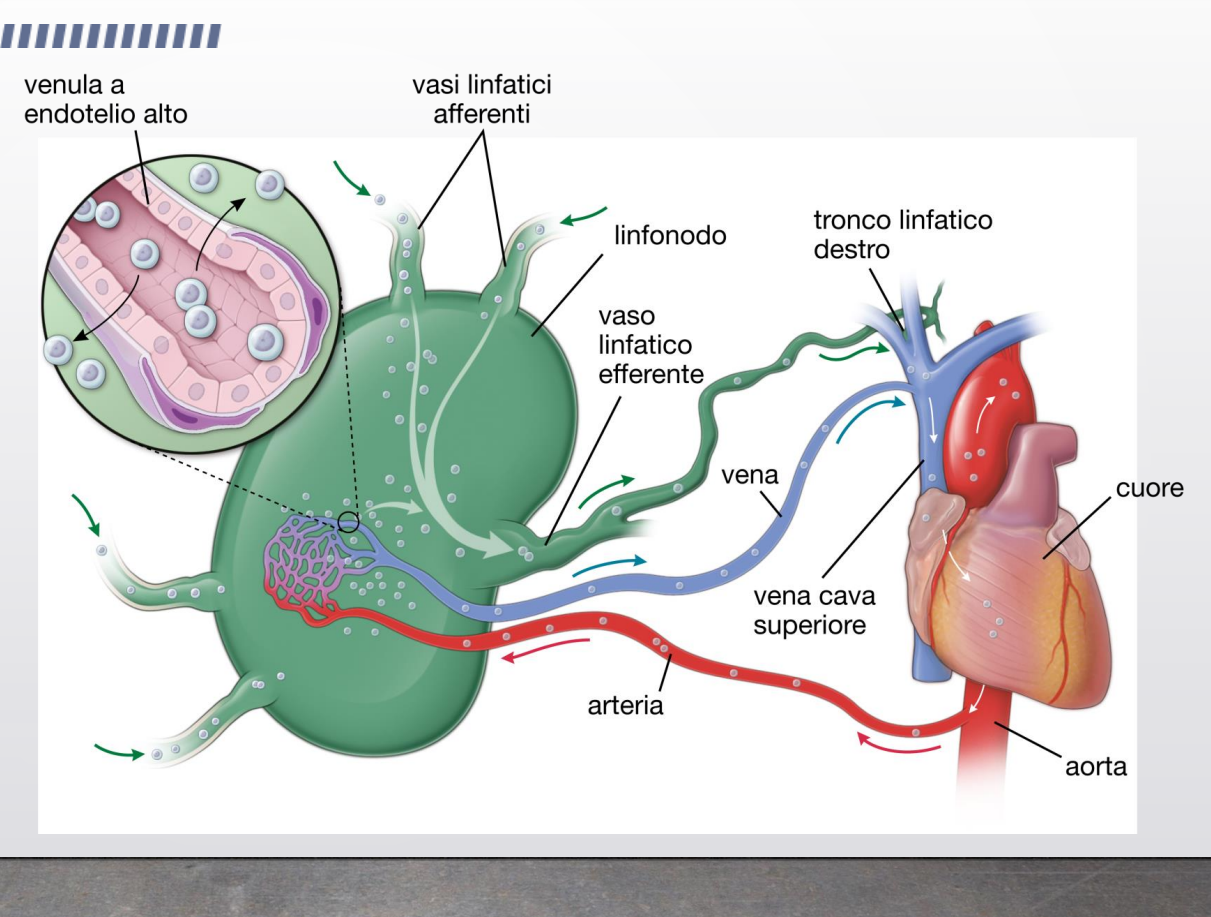 venula a
endotelio alto
vasi linfatici
afferenti
linfonodo
tronco linfatico
destro
vaso
linfatico
efferente
vena
cuore
vena cava
superiore
arteria
aorta